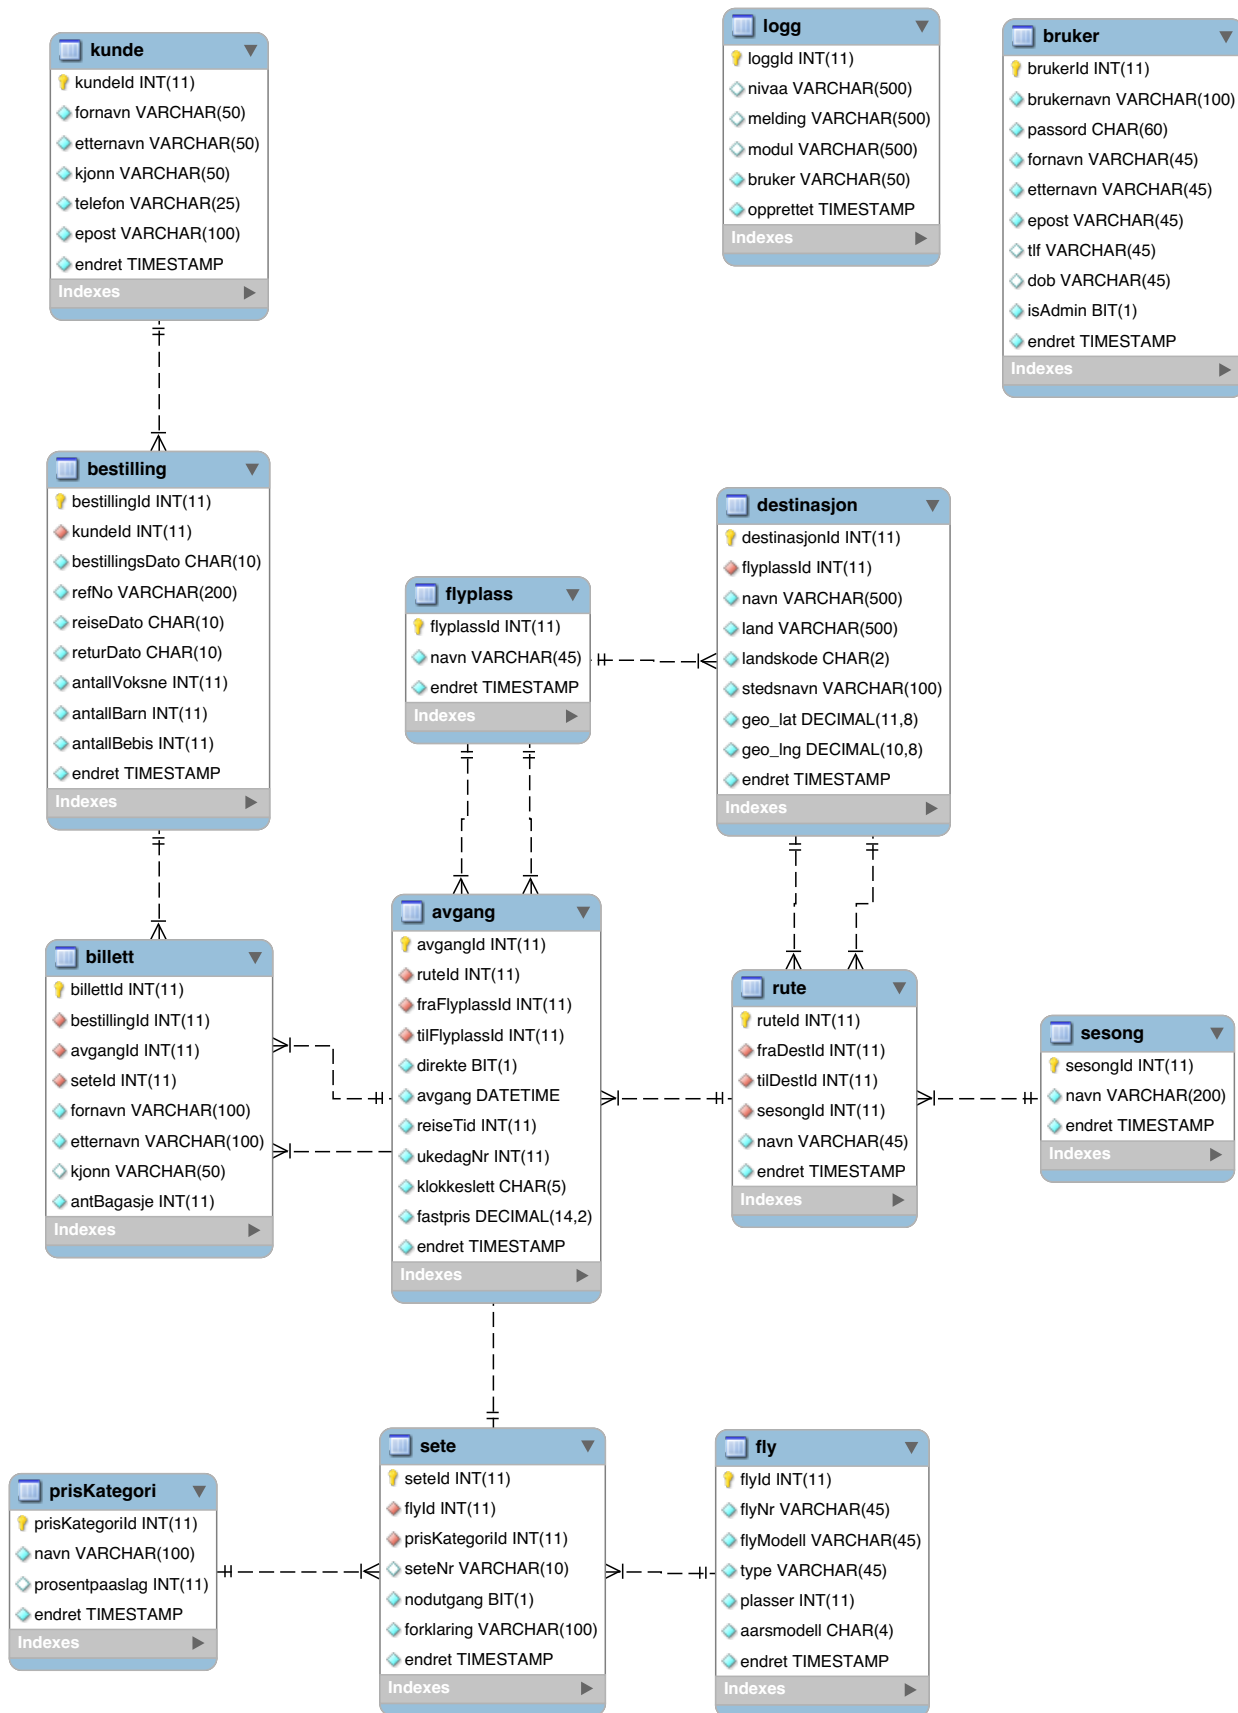 kunde
kundeId INT(11)
fornavn VARCHAR(50)
etternavn VARCHAR(50)
kjonn VARCHAR(50)
telefon VARCHAR(25)
epost VARCHAR(100)
endret TIMESTAMP
Indexes
logg
loggId INT(11)
nivaa VARCHAR(500)
melding VARCHAR(500)
modul VARCHAR(500)
bruker VARCHAR(50)
opprettet TIMESTAMP
Indexes
bruker
brukerId INT(11)
brukernavn VARCHAR(100)
passord CHAR(60)
fornavn VARCHAR(45)
etternavn VARCHAR(45)
epost VARCHAR(45)
tlf VARCHAR(45)
dob VARCHAR(45)
isAdmin BIT(1)
endret TIMESTAMP
Indexes
bestilling
bestillingId INT(11)
kundeId INT(11)
bestillingsDato CHAR(10)
refNo VARCHAR(200)
reiseDato CHAR(10)
returDato CHAR(10)
antallVoksne INT(11)
antallBarn INT(11)
antallBebis INT(11)
endret TIMESTAMP
Indexes
flyplass
flyplassId INT(11)
navn VARCHAR(45)
endret TIMESTAMP
Indexes
destinasjon
destinasjonId INT(11)
flyplassId INT(11)
navn VARCHAR(500)
land VARCHAR(500)
landskode CHAR(2)
stedsnavn VARCHAR(100)
geo_lat DECIMAL(11,8)
geo_lng DECIMAL(10,8)
endret TIMESTAMP
Indexes
billett
billettId INT(11)
bestillingId INT(11)
avgangId INT(11)
seteId INT(11)
fornavn VARCHAR(100)
etternavn VARCHAR(100)
kjonn VARCHAR(50)
antBagasje INT(11)
Indexes
avgang
avgangId INT(11)
ruteId INT(11)
fraFlyplassId INT(11)
tilFlyplassId INT(11)
direkte BIT(1)
avgang DATETIME
reiseTid INT(11)
ukedagNr INT(11)
klokkeslett CHAR(5)
fastpris DECIMAL(14,2)
endret TIMESTAMP
Indexes
rute
ruteId INT(11)
fraDestId INT(11)
tilDestId INT(11)
sesongId INT(11)
navn VARCHAR(45)
endret TIMESTAMP
Indexes
sesong
sesongId INT(11)
navn VARCHAR(200)
endret TIMESTAMP
Indexes
prisKategori
prisKategoriId INT(11)
navn VARCHAR(100)
prosentpaaslag INT(11)
endret TIMESTAMP
Indexes
sete
seteId INT(11)
flyId INT(11)
prisKategoriId INT(11)
seteNr VARCHAR(10)
nodutgang BIT(1)
forklaring VARCHAR(100)
endret TIMESTAMP
Indexes
fly
flyId INT(11)
flyNr VARCHAR(45)
flyModell VARCHAR(45)
type VARCHAR(45)
plasser INT(11)
aarsmodell CHAR(4)
endret TIMESTAMP
Indexes